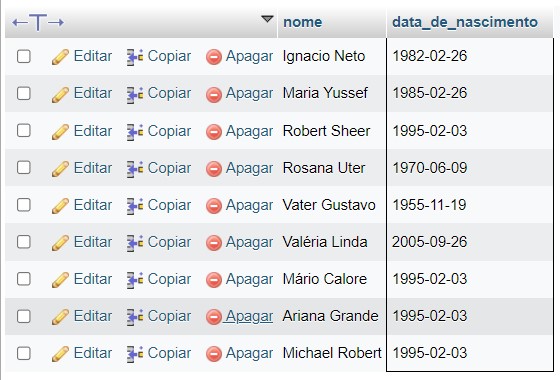 nome data_de_nascimento
Editar Copiar Apagar Ignacio Neto 1982-02-26
Editar Copiar Apagar Maria Yussef 1985-02-26
Editar Copiar Apagar Robert Sheer 1995-02-03
Editar Copiar Apagar Rosana Uter 1970-06-09
Editar Copiar Apagar Vater Gustavo 1955-11-19
Editar Copiar Apagar Valéria Linda 2005-09-26
Editar Copiar Apagar Mário Calore 1995-02-03
Editar Copiar Apagar Ariana Grande 1995-02-03
Editar Copiar Apagar Michael Robert 1995-02-03